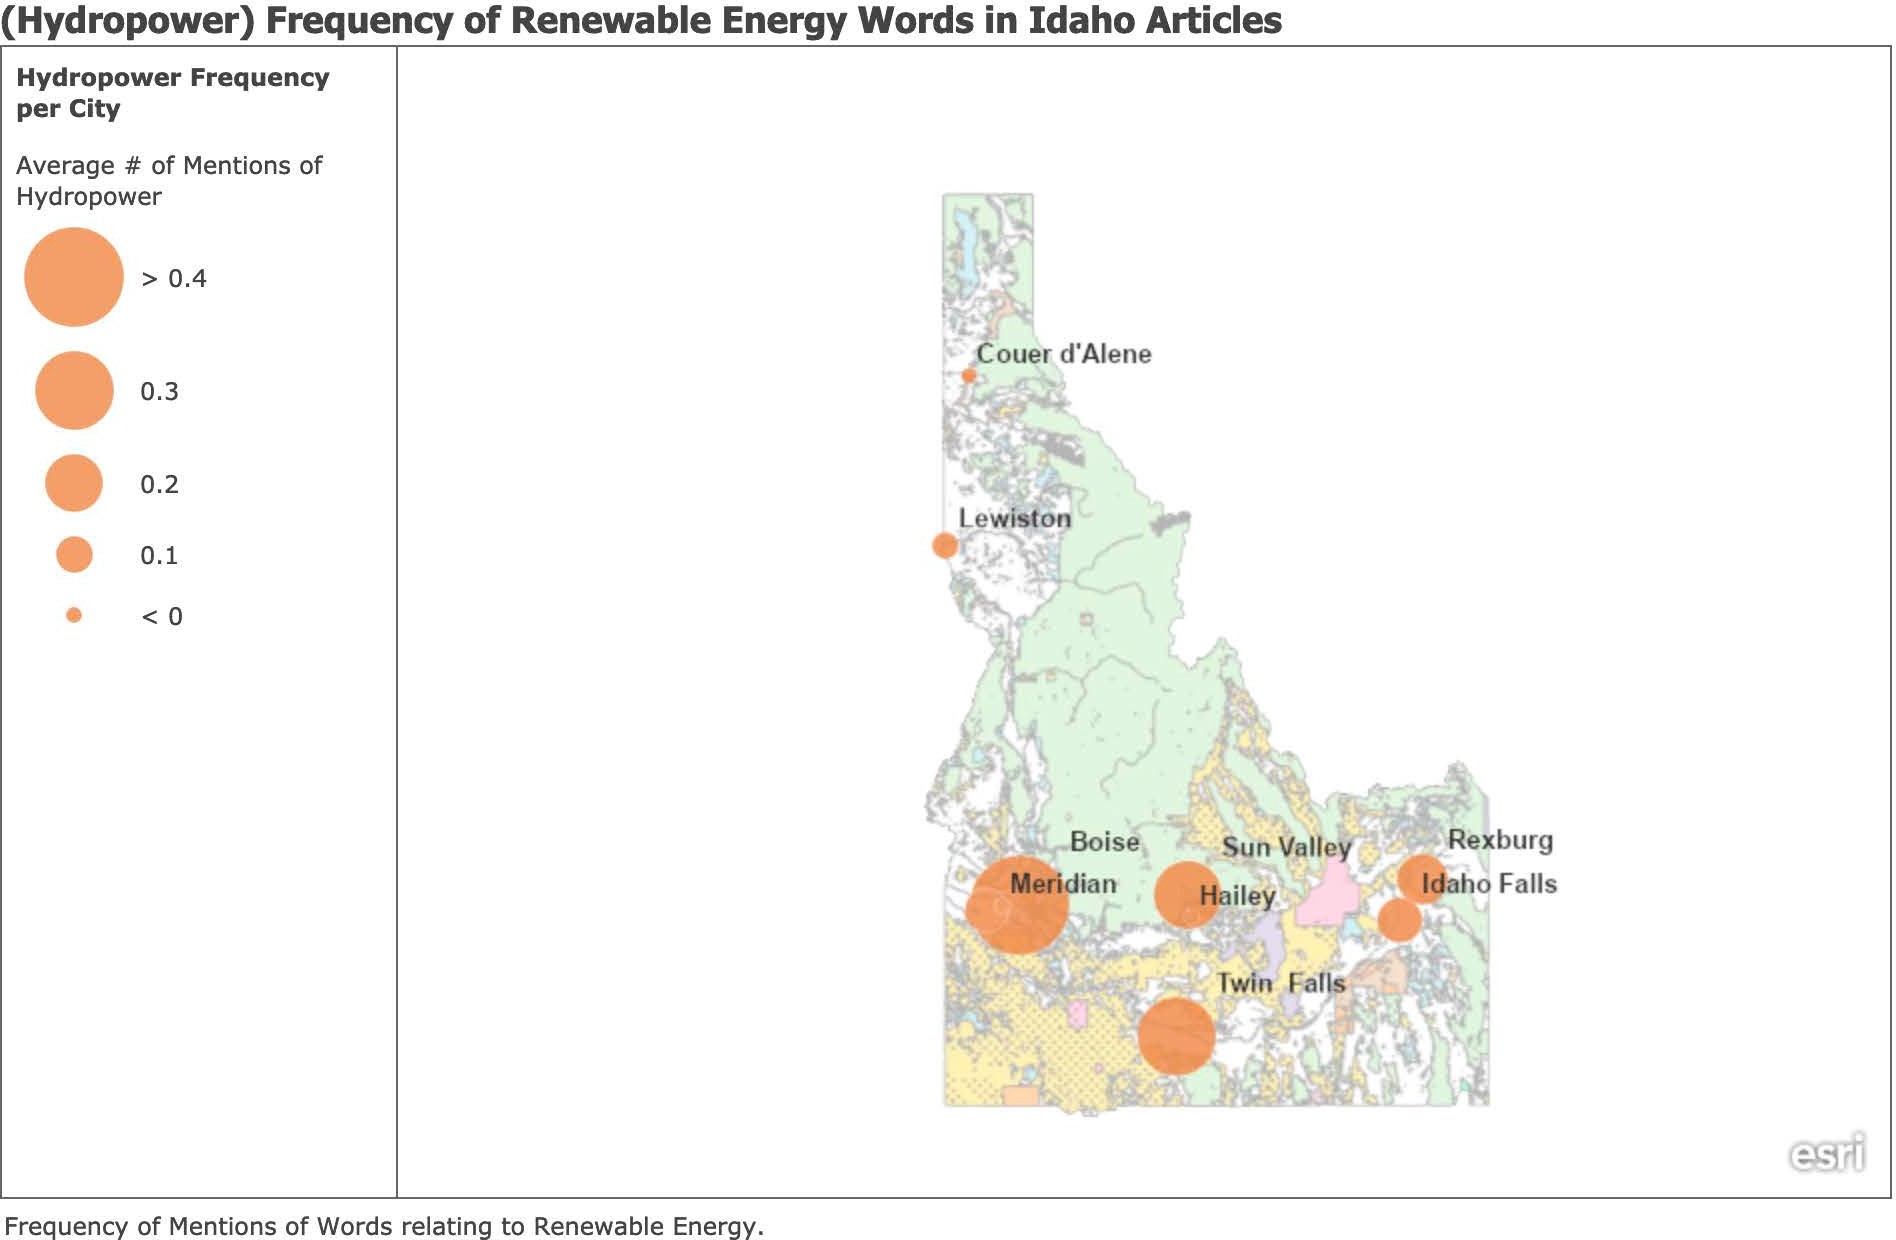 (Hydropower) Frequency of Renewable Energy Words in Idaho Articles
Hydropower Frequency
per City
Average # of Mentions of
Hydropower
> 0.4
0.3
0.2
0.1
< 0
Couer d'Alene
Lewiston
Boise
Sun Valley
Rexburg
Meridian
Hailey
Idaho Falls
Twin Falls
esri
Frequency of Mentions of Words relating to Renewable Energy.